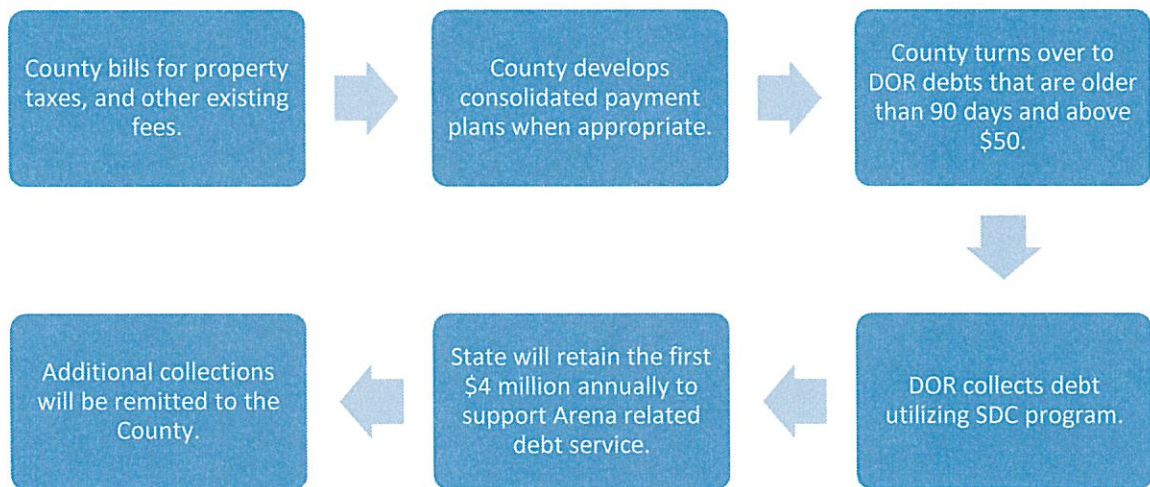 County bills for property
taxes, and other existing
fees.
County develops
consolidated payment
plans when appropriate.
County turns over to
DOR debts that are older
than 90 days and above
$50.
DOR collects debt
utilizing SDC program.
State will retain the first
$4 million annually to
support Arena related
debt service.
Additional collections
will be remitted to the
County.